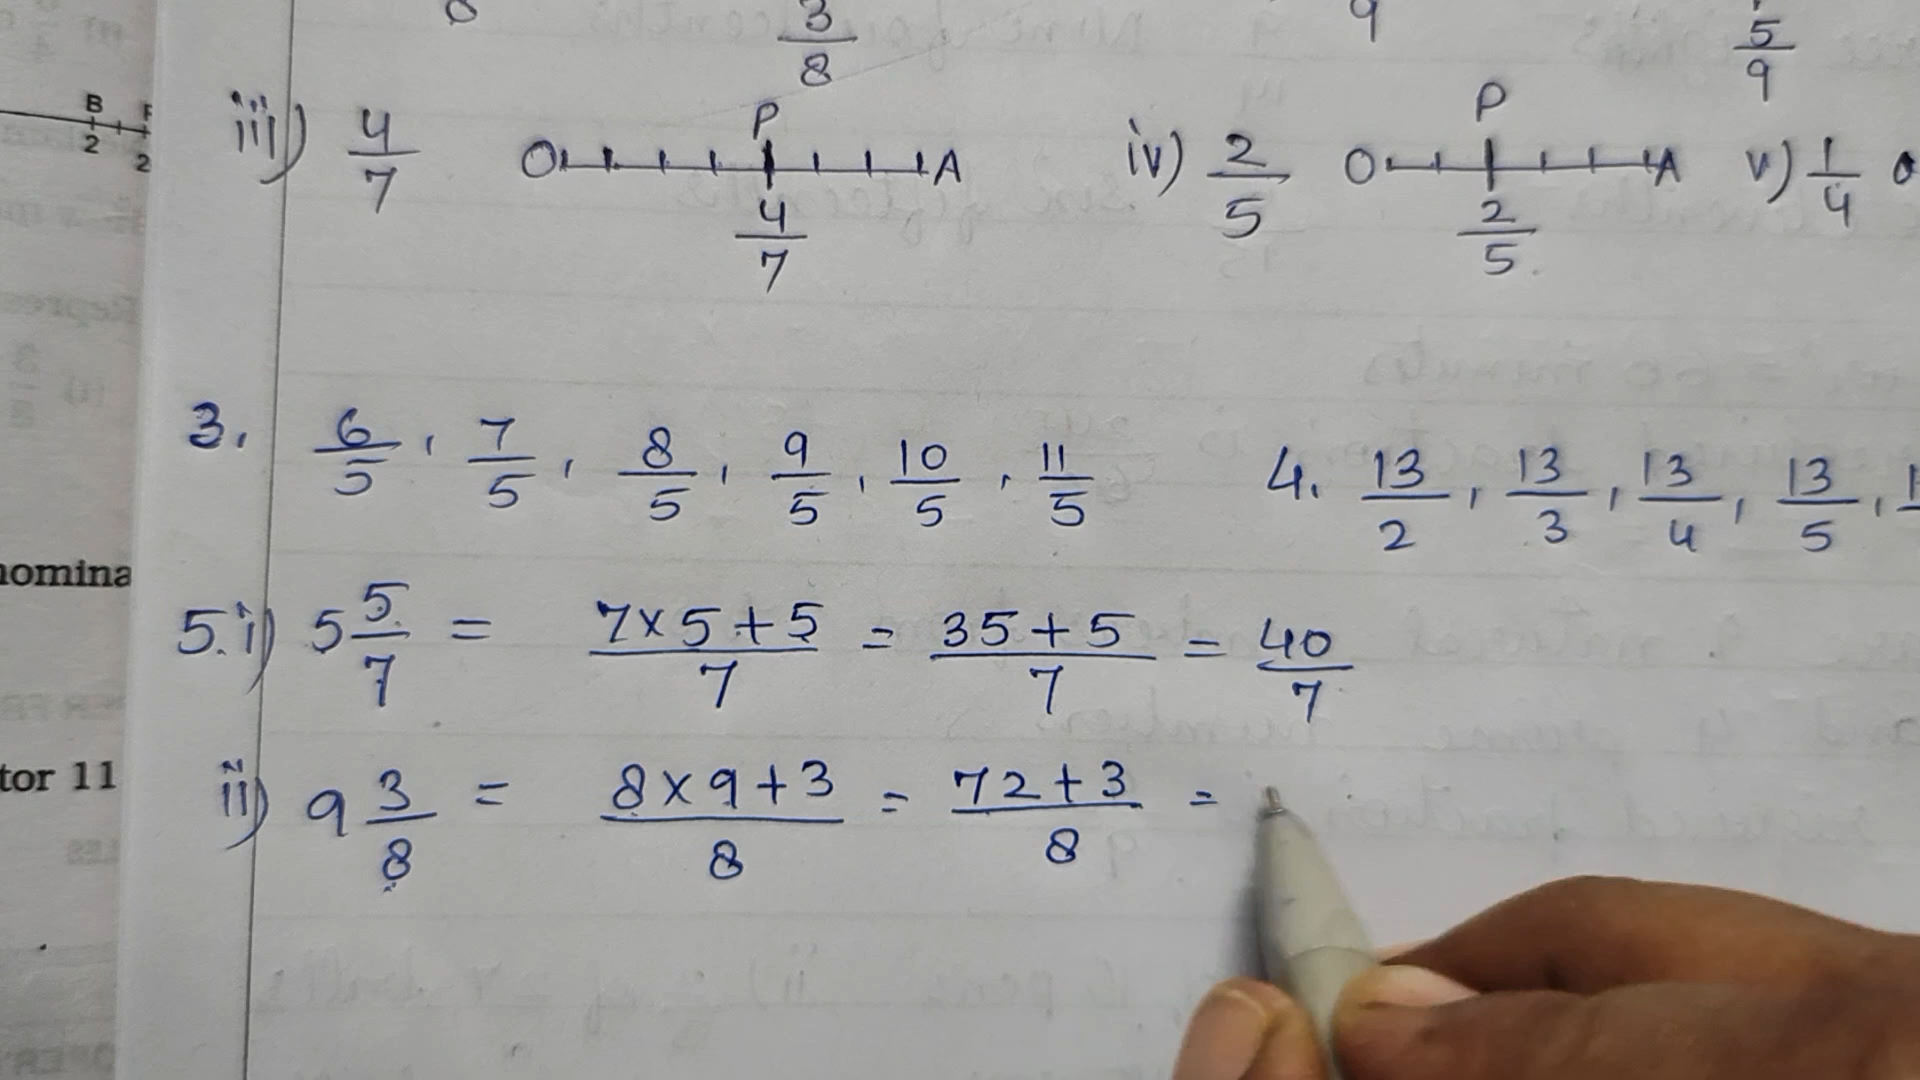 3/8 9 5/9
iii) 4/7 O P A 4/7 iv) 2/5 O P A 2/5 v) 1/4
B
2 2
3. 6/5, 7/5, 8/5, 9/5, 10/5, 11/5 4. 13/2, 13/3, 13/4, 13/5,
nomina
5.i) 5 5/7 = 7×5+5/7 = 35+5/7 = 40/7
tor 11
ii) 9 3/8 = 8×9+3/8 = 72+3/8 =